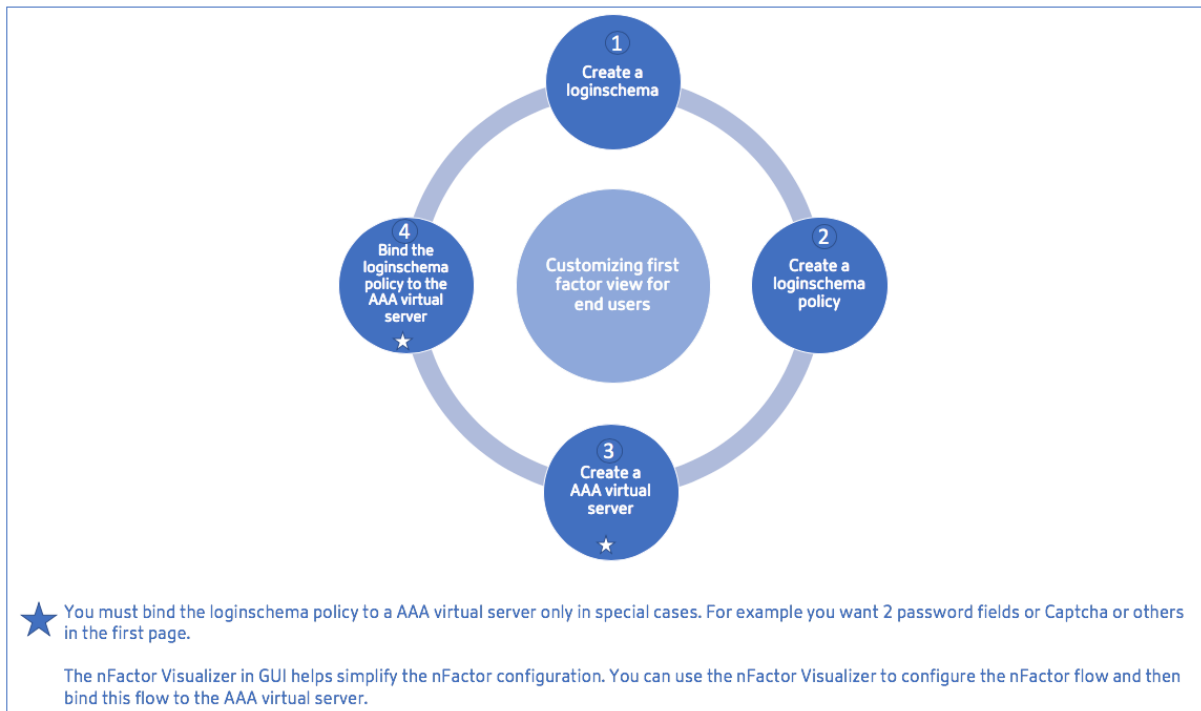 1
Create a
loginschema
2
Create a
loginschema
policy
3
Create a
AAA virtual
server
4
Bind the
loginschema
policy to the
AAA virtual
server
Customizing first
factor view for
end users
You must bind the loginschema policy to a AAA virtual server only in special cases. For example you want 2 password fields or Captcha or others
in the first page.
The nFactor Visualizer in GUI helps simplify the nFactor configuration. You can use the nFactor Visualizer to configure the nFactor flow and then
bind this flow to the AAA virtual server.